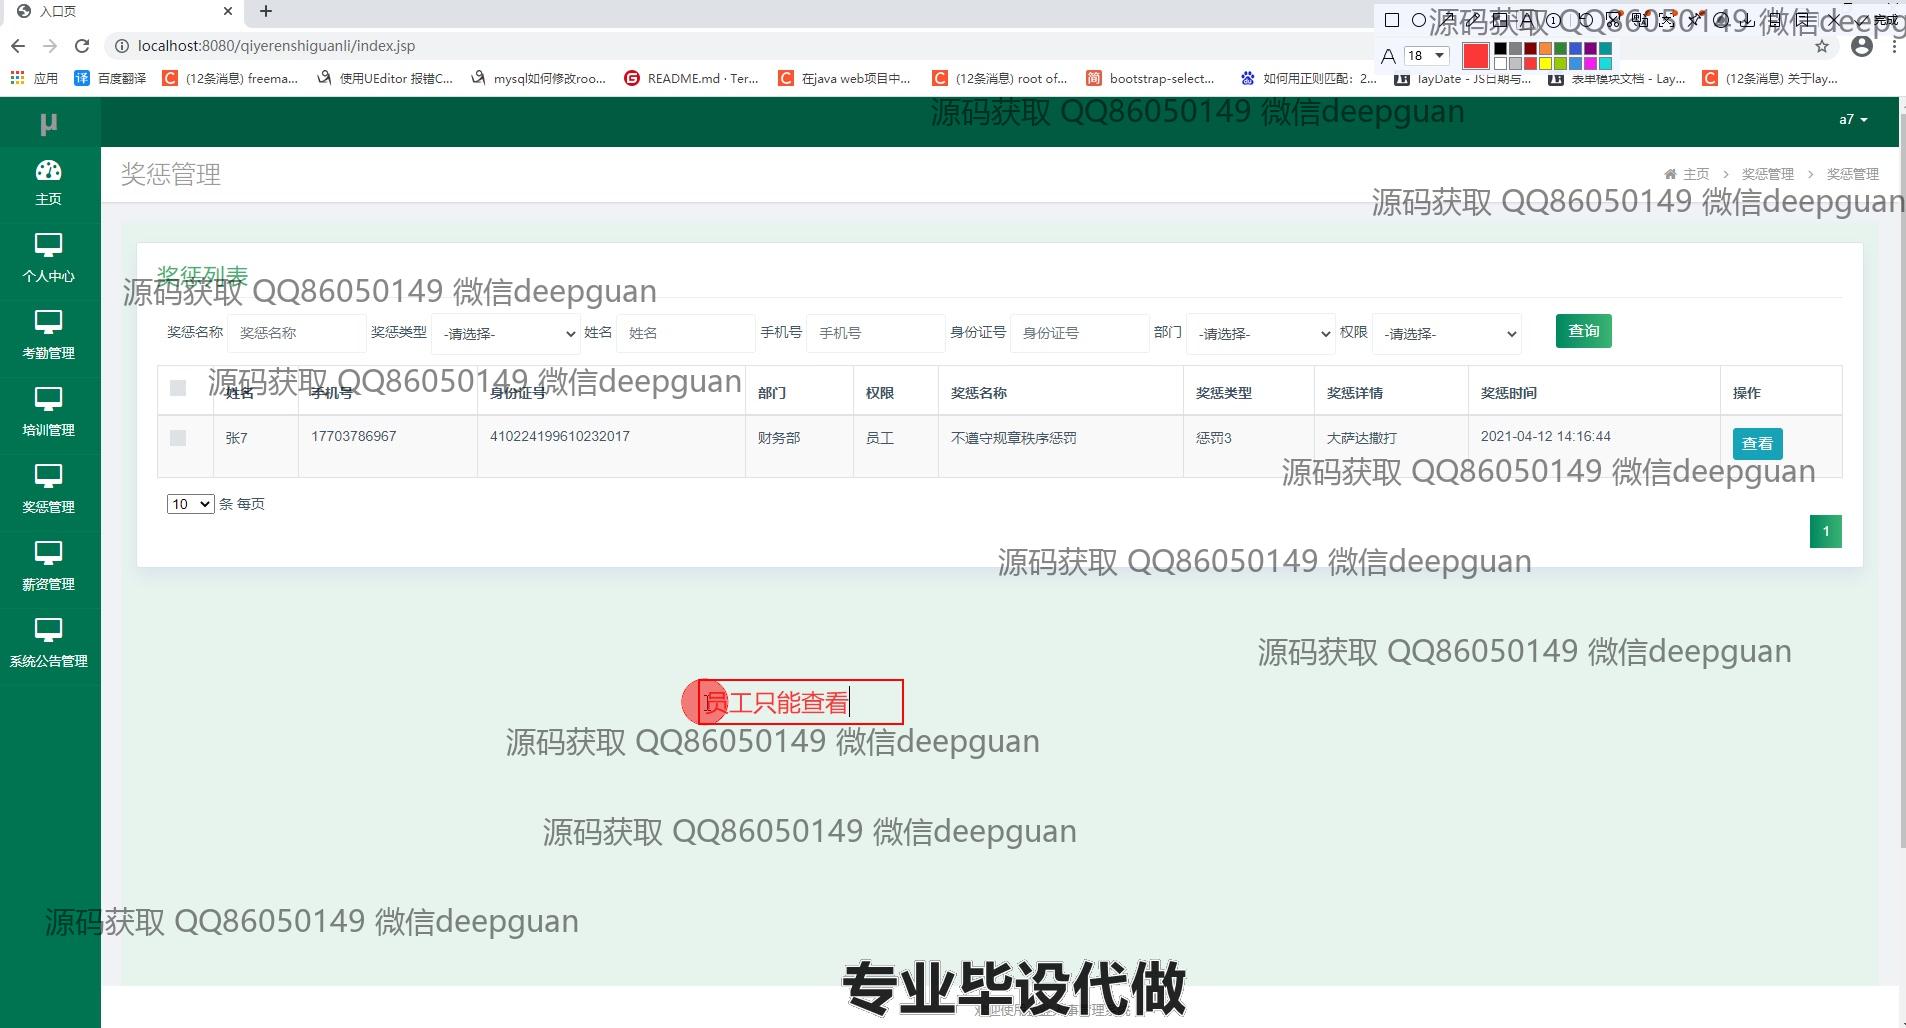 入口页
localhost:8080/qiyerenshiguanli/index.jsp
18
完成
应用 百度翻译 (12条消息) freema... 使用UEditor 报错C... mysql如何修改roo... README.md · Ter... 在java web项目中... (12条消息) root of... bootstrap-select... 如何用正则匹配：2... layDate - JS日期与... 表单模块文档 - Lay... (12条消息) 关于lay...
源码获取 QQ86050149 微信deepguan
μ
a7
源码获取 QQ86050149 微信deepguan
奖惩管理
主页 > 奖惩管理 > 奖惩管理
源码获取 QQ86050149 微信deepguan
主页
个人中心
考勤管理
培训管理
奖惩管理
薪资管理
系统公告管理
奖惩列表
源码获取 QQ86050149 微信deepguan
奖惩名称 奖惩名称 奖惩类型 -请选择- 姓名 姓名 手机号 手机号 身份证号 身份证号 部门 -请选择- 权限 -请选择- 查询
源码获取 QQ86050149 微信deepguan
姓名 手机号 身份证号 部门 权限 奖惩名称 奖惩类型 奖惩详情 奖惩时间 操作
张7 17703786967 410224199610232017 财务部 员工 不遵守规章秩序惩罚 惩罚3 大萨达撒打 2021-04-12 14:16:44 查看
源码获取 QQ86050149 微信deepguan
10 条 每页
1
源码获取 QQ86050149 微信deepguan
源码获取 QQ86050149 微信deepguan
员工只能查看
源码获取 QQ86050149 微信deepguan
源码获取 QQ86050149 微信deepguan
源码获取 QQ86050149 微信deepguan
专业毕设代做